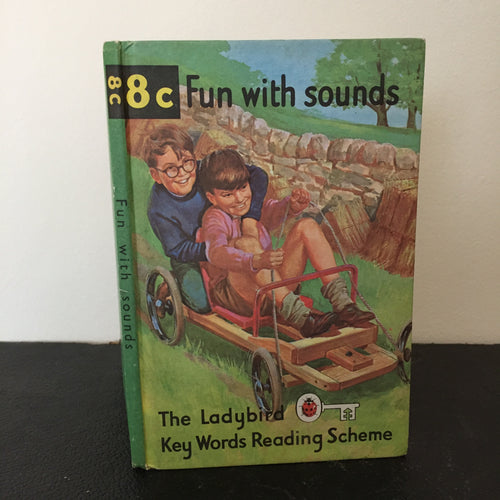 8c
8c Fun with sounds
Fun with sounds
The Ladybird
Key Words Reading Scheme